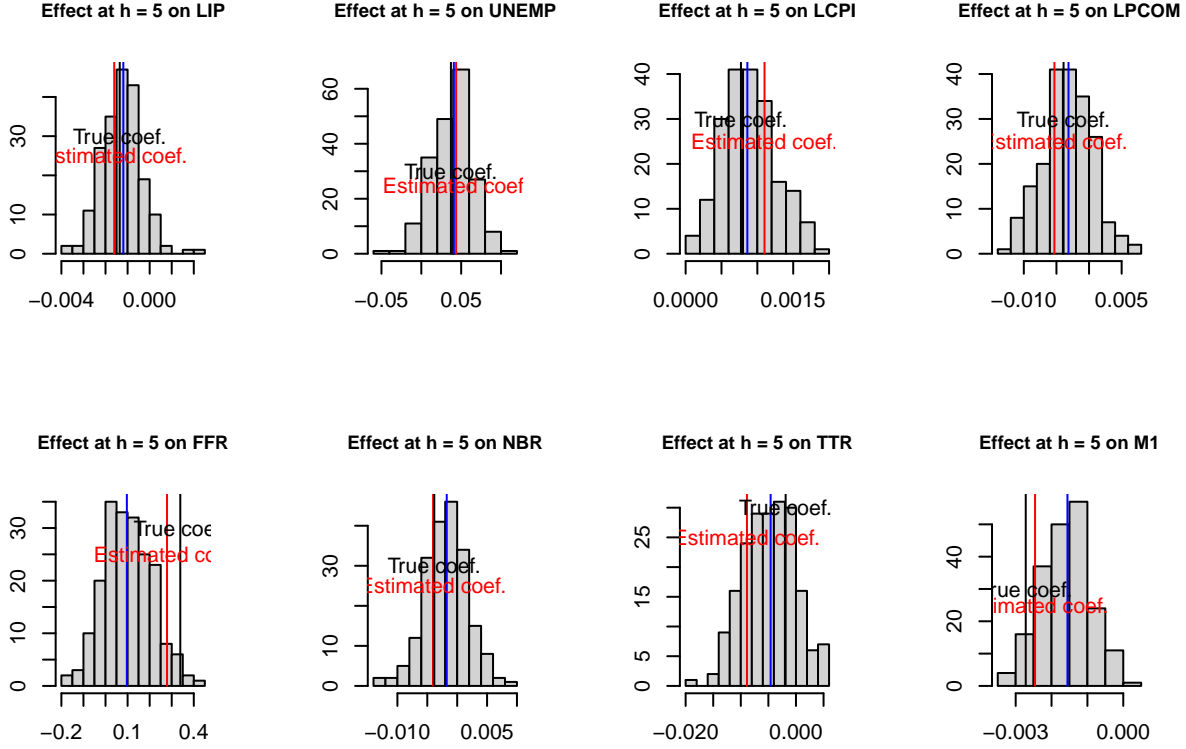 Effect at h = 5 on LIP
Effect at h = 5 on UNEMP
Effect at h = 5 on LCPI
Effect at h = 5 on LPCOM
True coef.
stimated coef.
0
10
30
−0.004
0.000
True coef.
Estimated coef
0
20
40
60
−0.05
0.05
True coef.
Estimated coef.
0
10
20
30
40
0.0000
0.0015
True coef.
stimated coef.
0
10
20
30
40
−0.010
0.005
Effect at h = 5 on FFR
Effect at h = 5 on NBR
Effect at h = 5 on TTR
Effect at h = 5 on M1
True coe
Estimated co
0
10
20
30
−0.2
0.1
0.4
True coef.
Estimated coef.
0
10
30
−0.010
0.005
True coef.
Estimated coef.
0
5
15
25
−0.020
0.000
rue coef.
imated coef.
0
20
40
−0.003
0.000